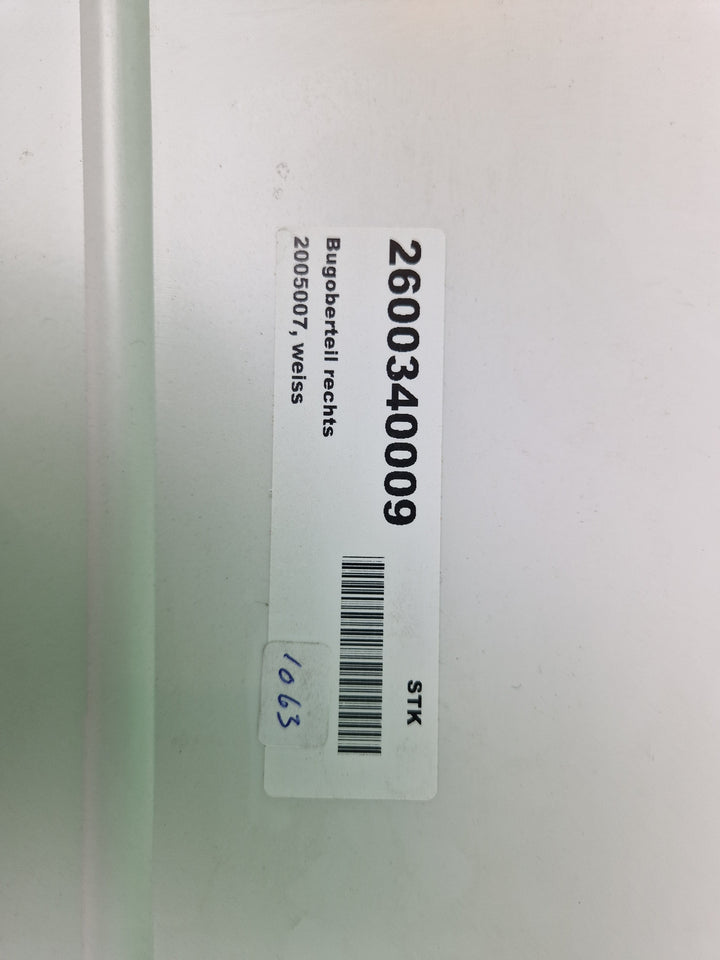 2600340009
STK
Bugoberteil rechts
2005007, weiss
1063